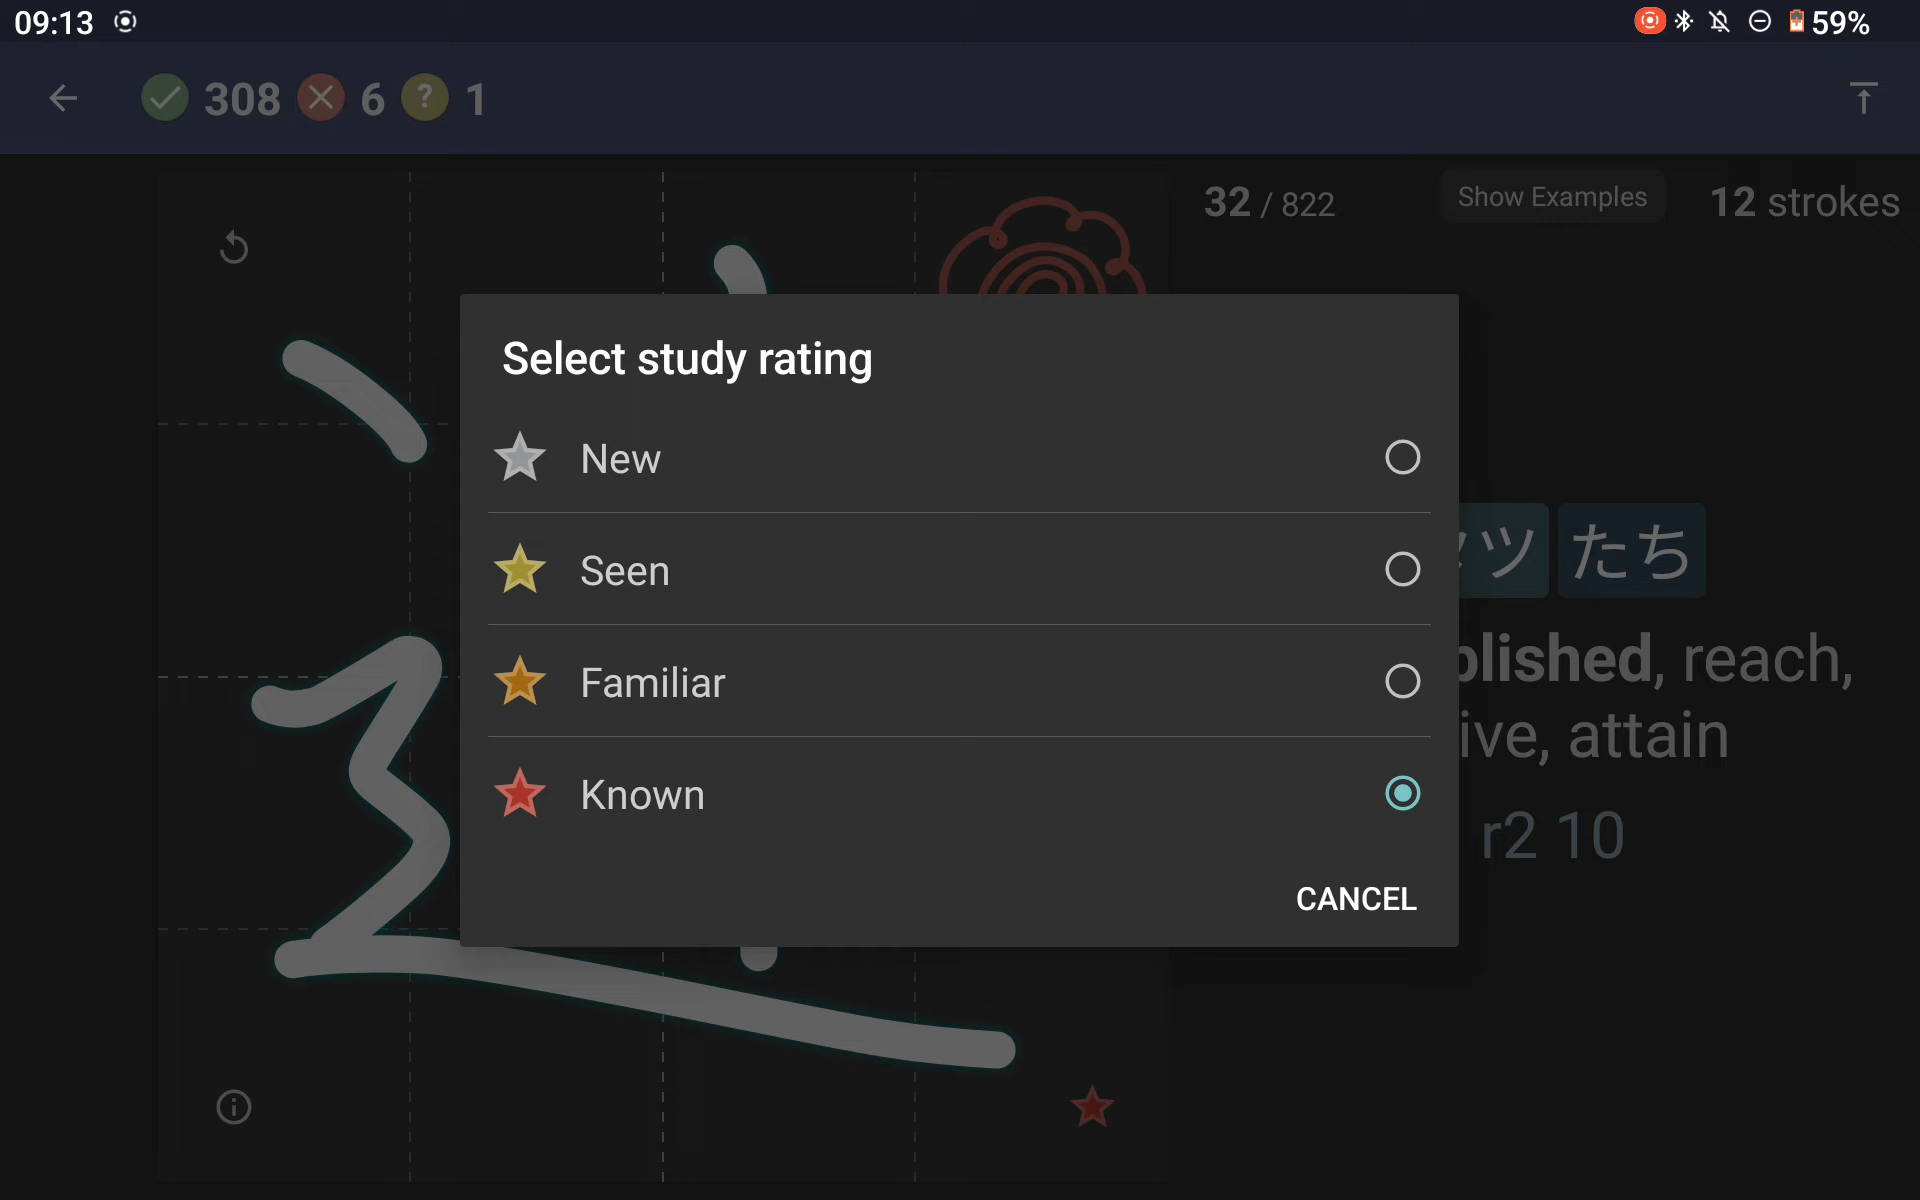 09:13 59%
308 6 ? 1
32 / 822 Show Examples 12 strokes
Select study rating
New
Seen
Familiar
Known
CANCEL
ツ たち
blished, reach,
ive, attain
r2 10